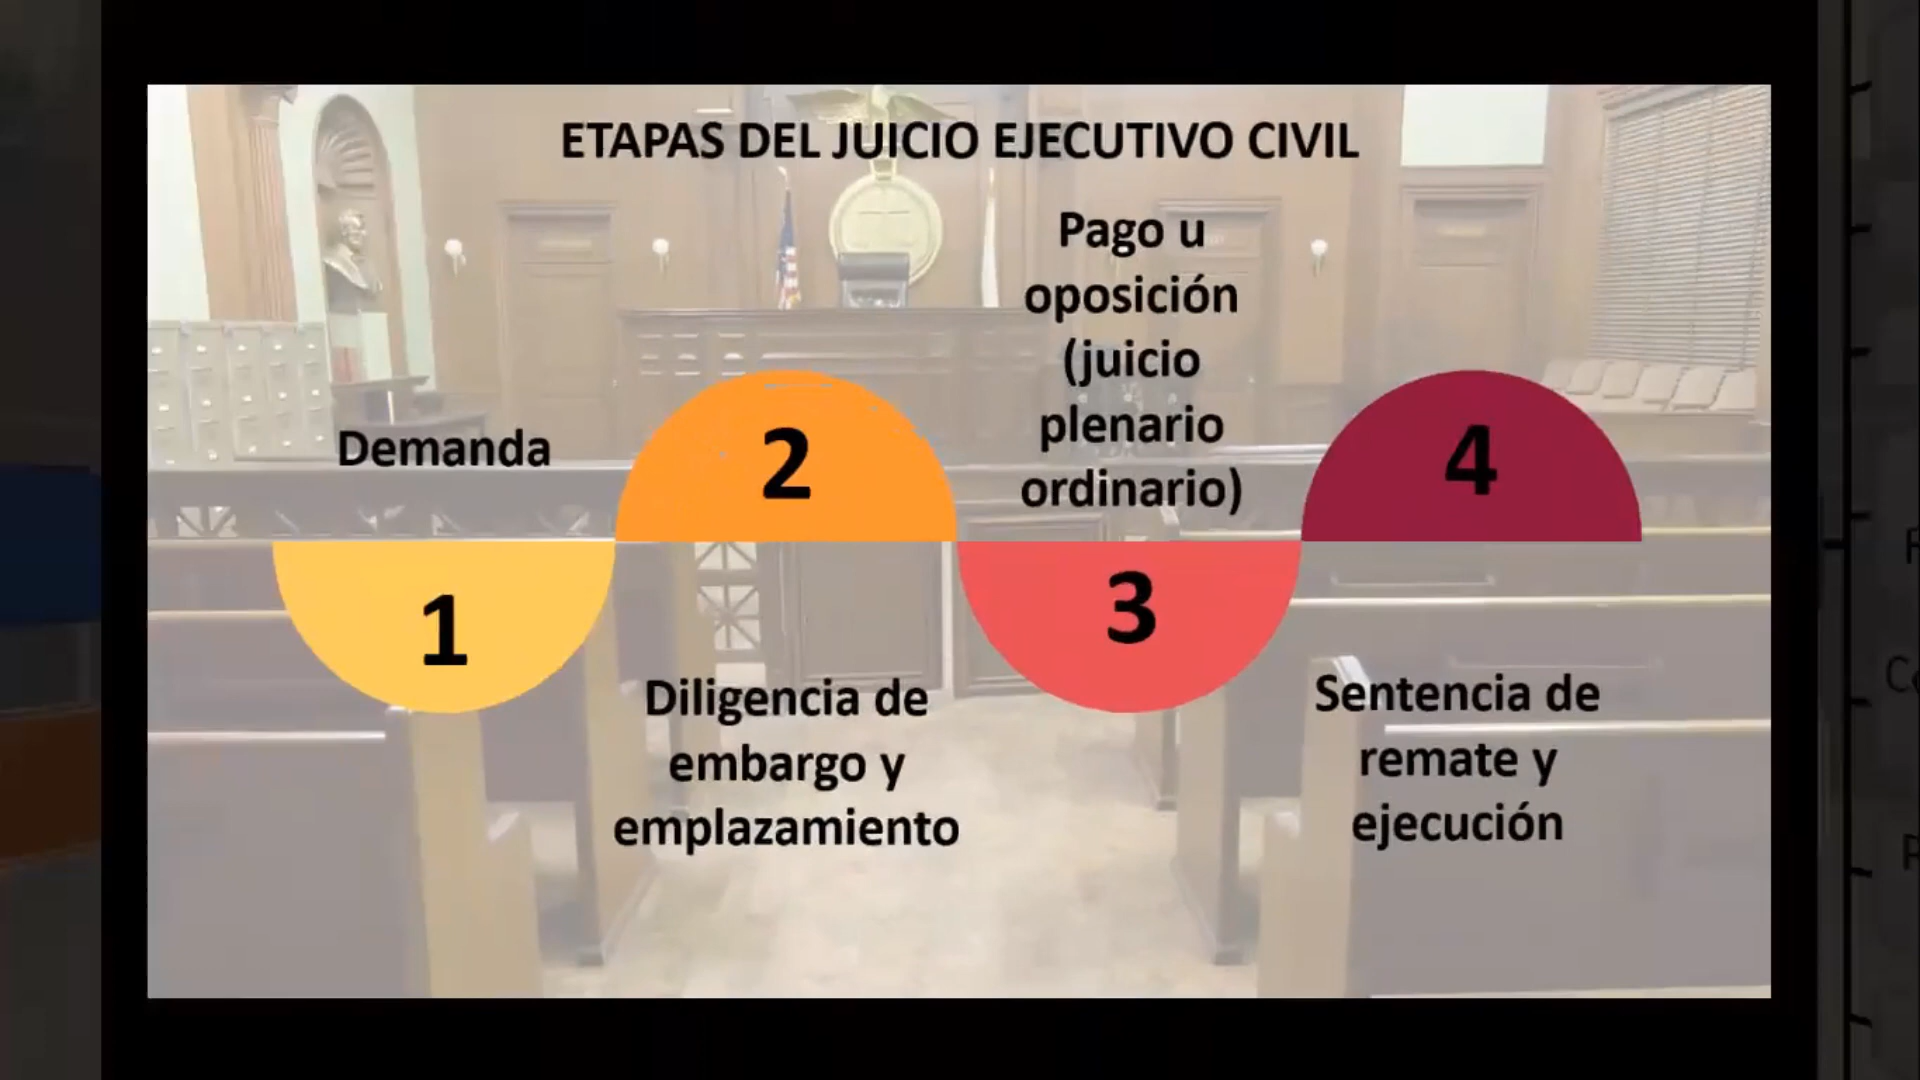 ETAPAS DEL JUICIO EJECUTIVO CIVIL
Demanda
1
2
Diligencia de
embargo y
emplazamiento
Pago u
oposición
(juicio
plenario
ordinario)
3
4
Sentencia de
remate y
ejecución